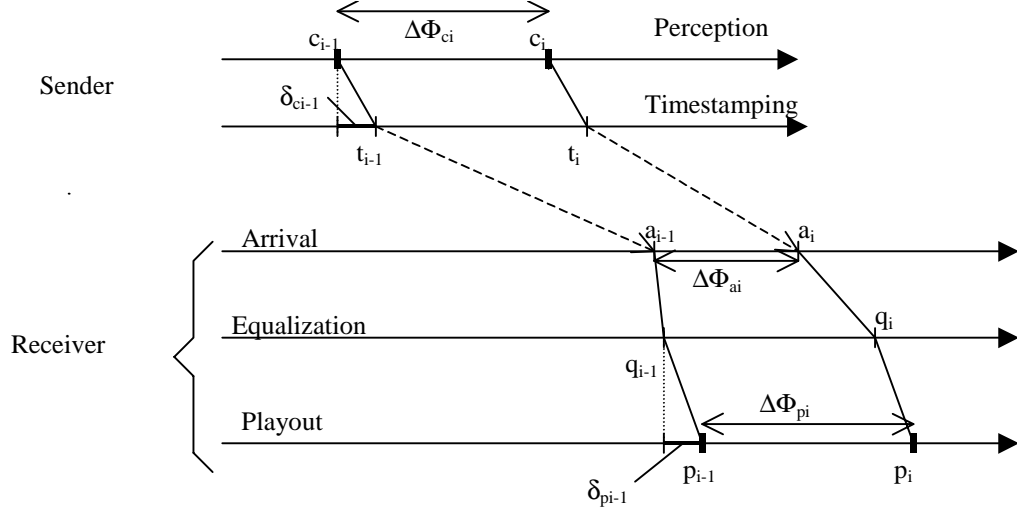 ΔΦci
ci-1
ci
Perception
Sender
δci-1
Timestamping
ti-1
ti
.
Arrival
ai-1
ai
ΔΦai
Equalization
qi
Receiver
qi-1
Playout
ΔΦpi
pi-1
pi
δpi-1